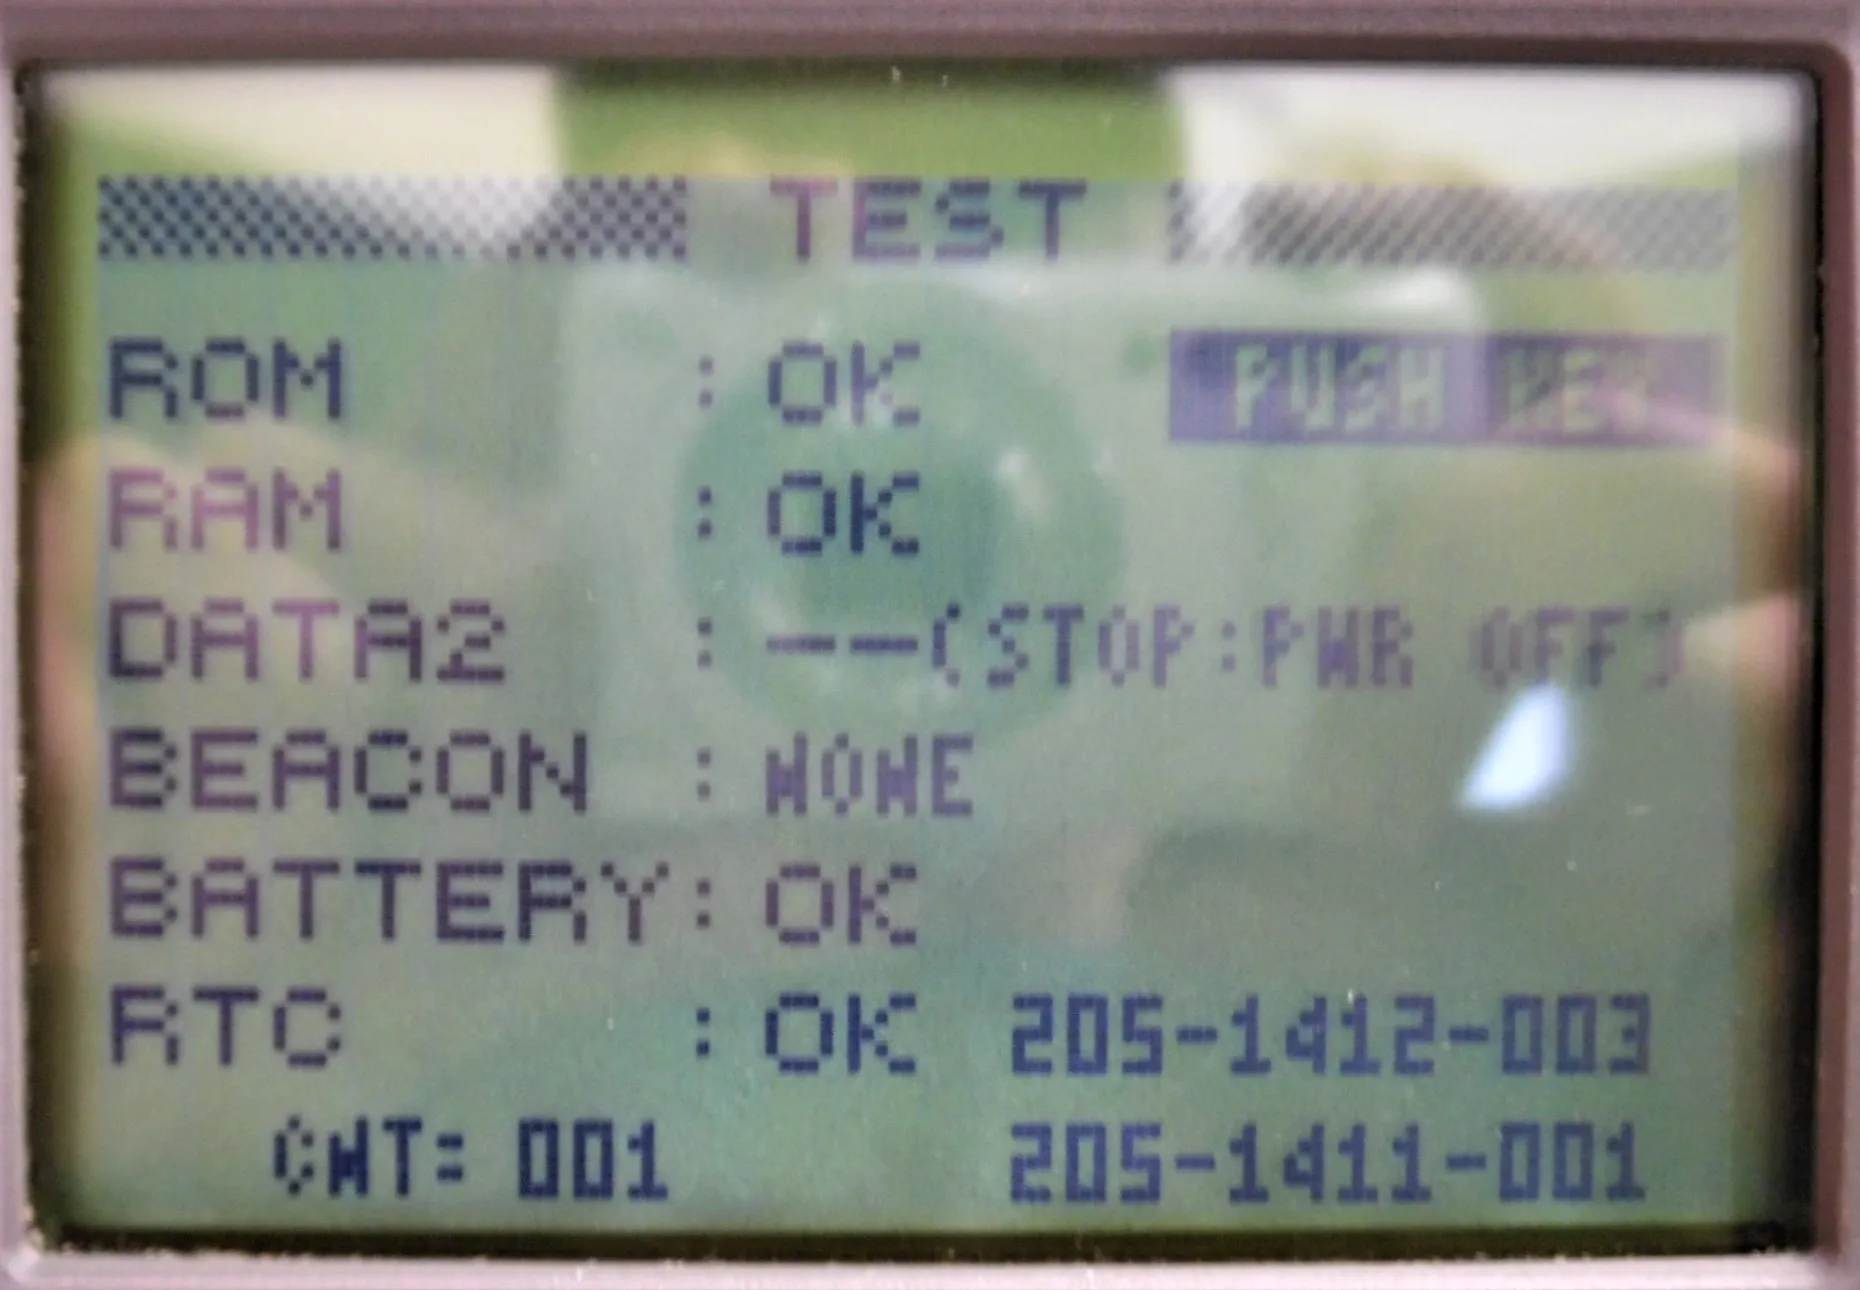 TEST
ROM : OK PUSH KEY
RAM : OK
DATA2 : --(STOP:PWR OFF)
BEACON : NONE
BATTERY: OK
RTC : OK 205-1412-003
CNT= 001 205-1411-001